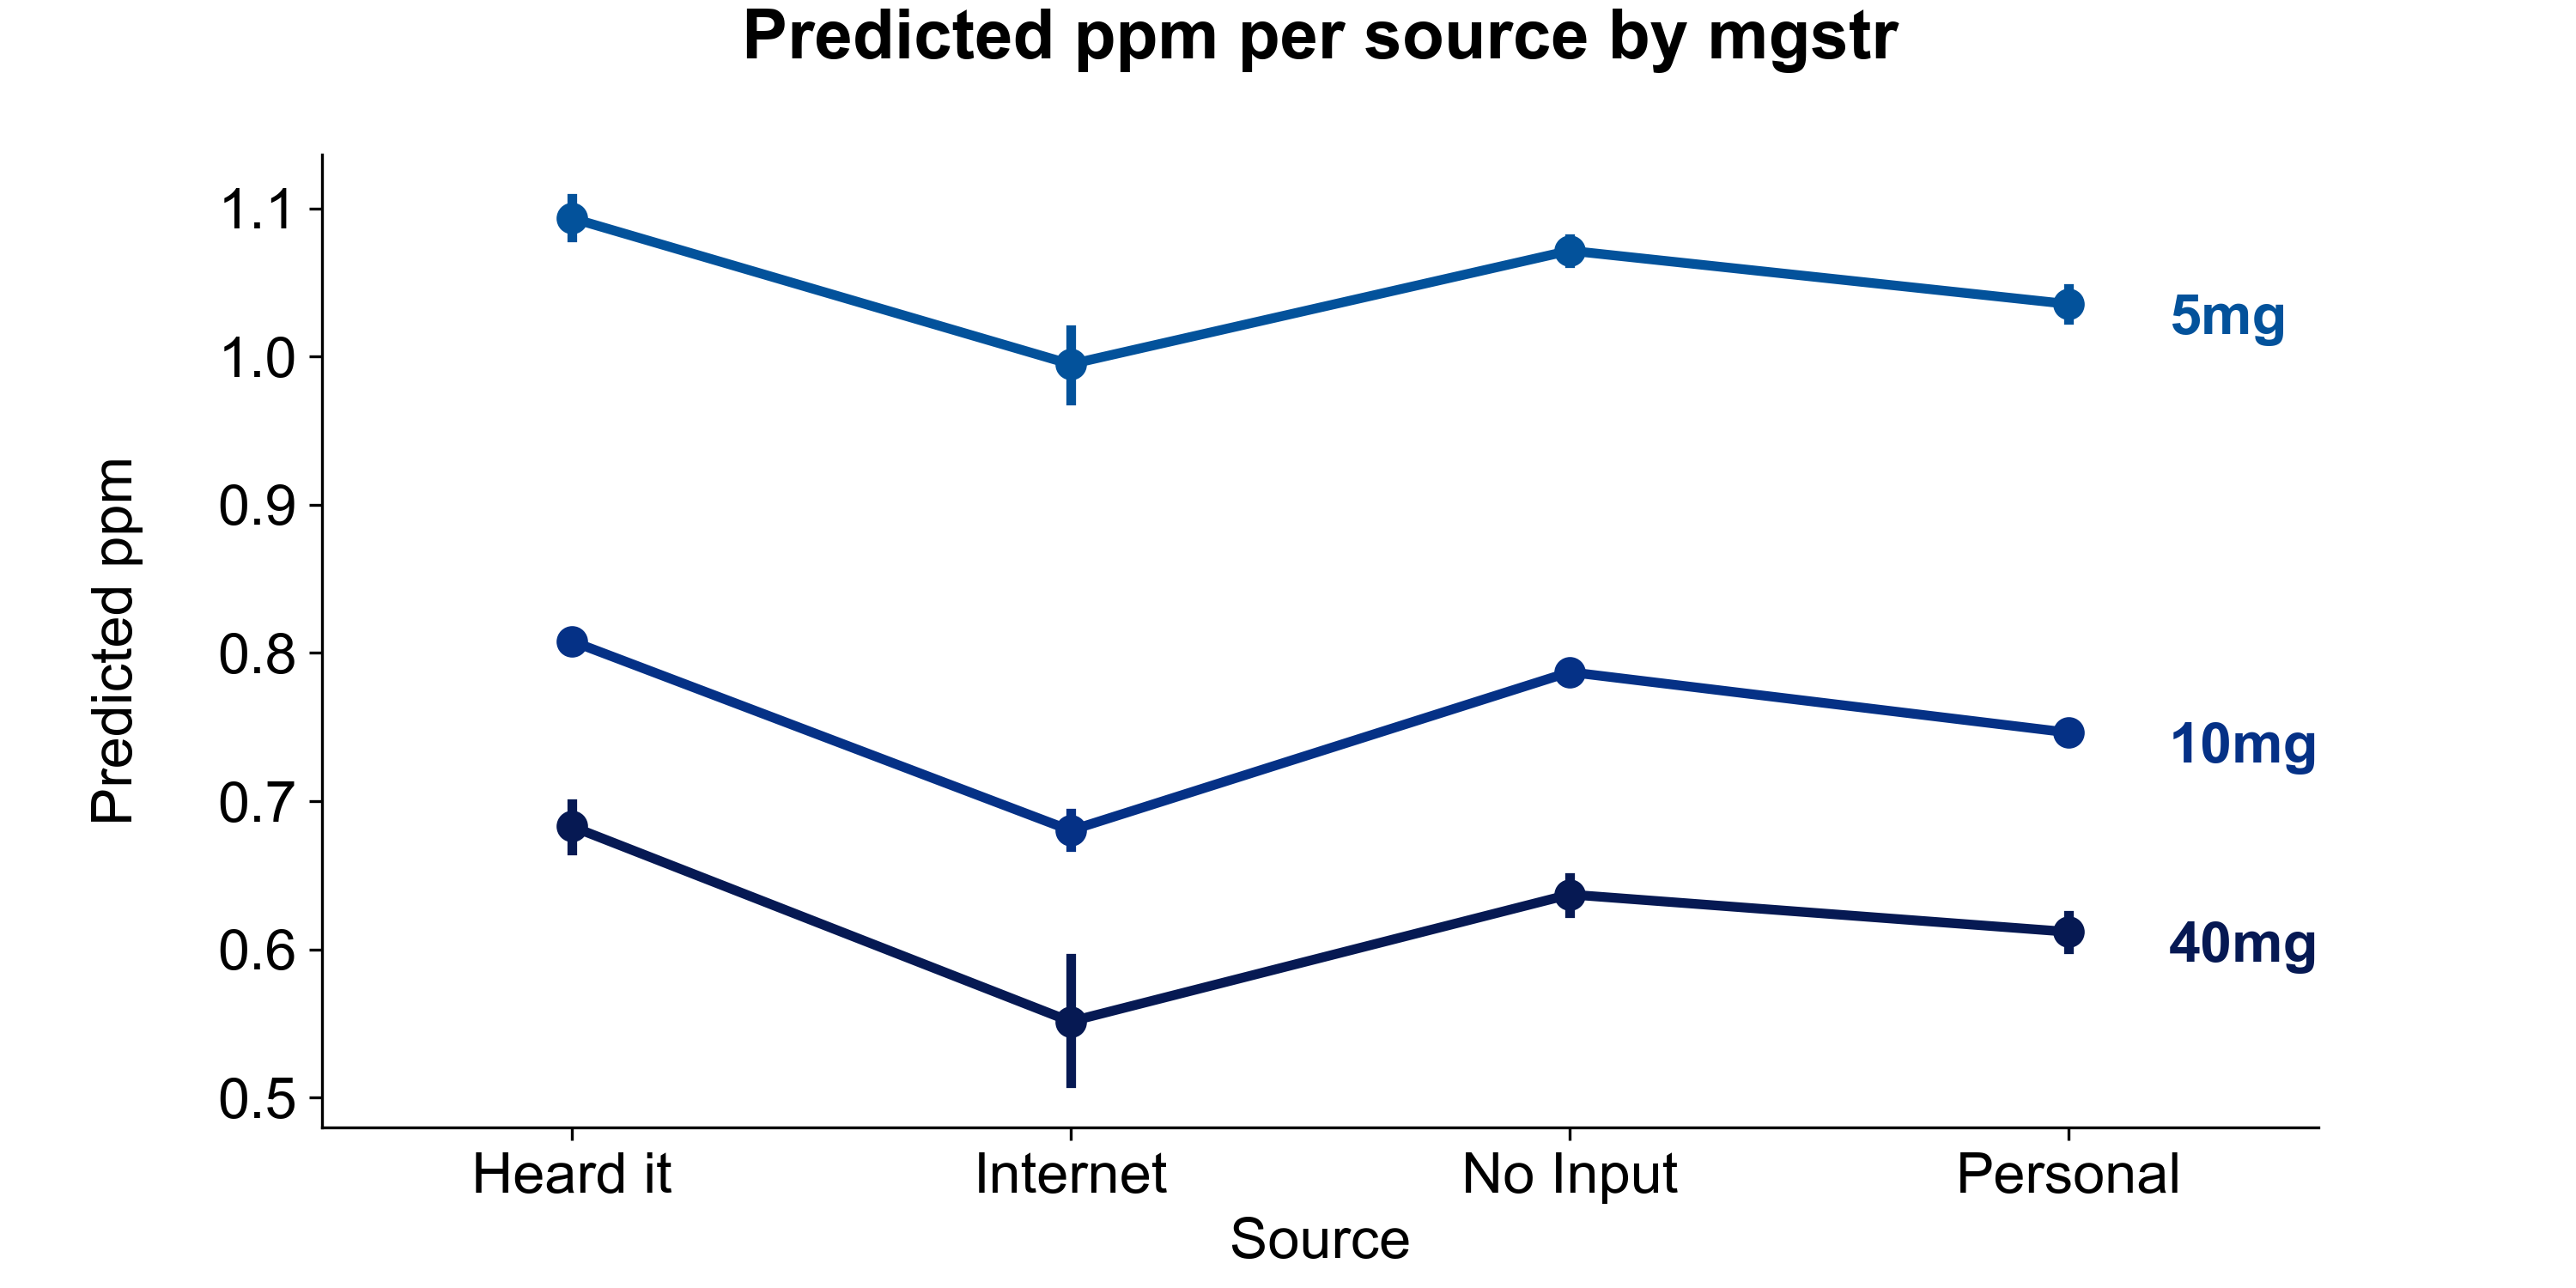 Predicted ppm per source by mgstr
Predicted ppm
1.1
1.0
0.9
0.8
0.7
0.6
0.5
5mg
10mg
40mg
Heard it
Internet
No Input
Personal
Source